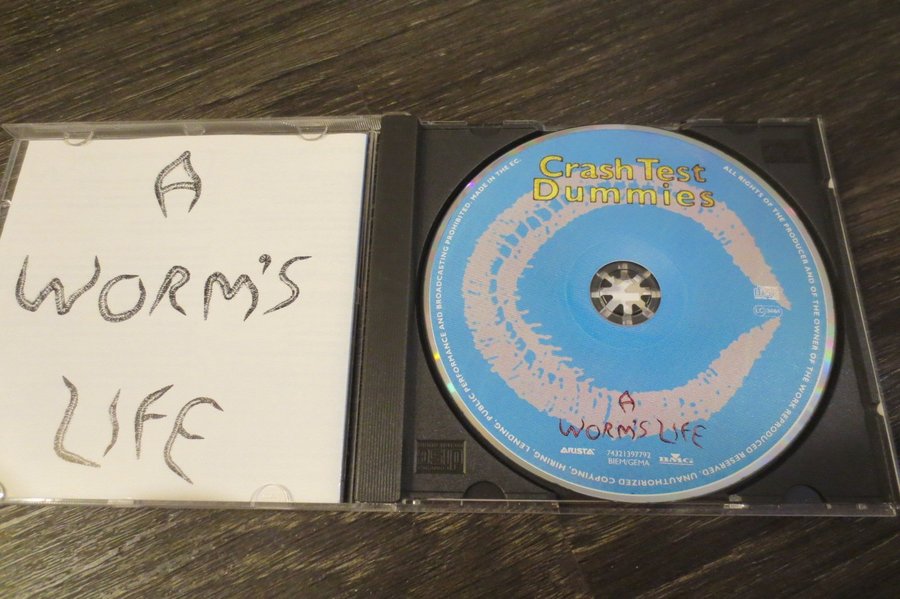 A
WORM'S
LIFE
Crash Test
Dummies
A
WORM'S LIFE
ARISTA
74321397792
BIEM/GEMA
BMG
ALL RIGHTS OF THE PRODUCER AND OF THE OWNER OF THE WORK REPRODUCED RESERVED. UNAUTHORIZED COPYING, HIRING, LENDING, PUBLIC PERFORMANCE AND BROADCASTING PROHIBITED. MADE IN THE EC.